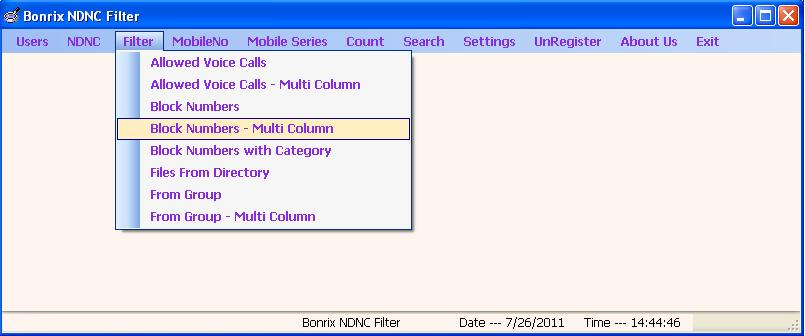 Bonrix NDNC Filter
Users NDNC Filter MobileNo Mobile Series Count Search Settings UnRegister About Us Exit
Allowed Voice Calls
Allowed Voice Calls - Multi Column
Block Numbers
Block Numbers - Multi Column
Block Numbers with Category
Files From Directory
From Group
From Group - Multi Column
Bonrix NDNC Filter Date --- 7/26/2011 Time --- 14:44:46